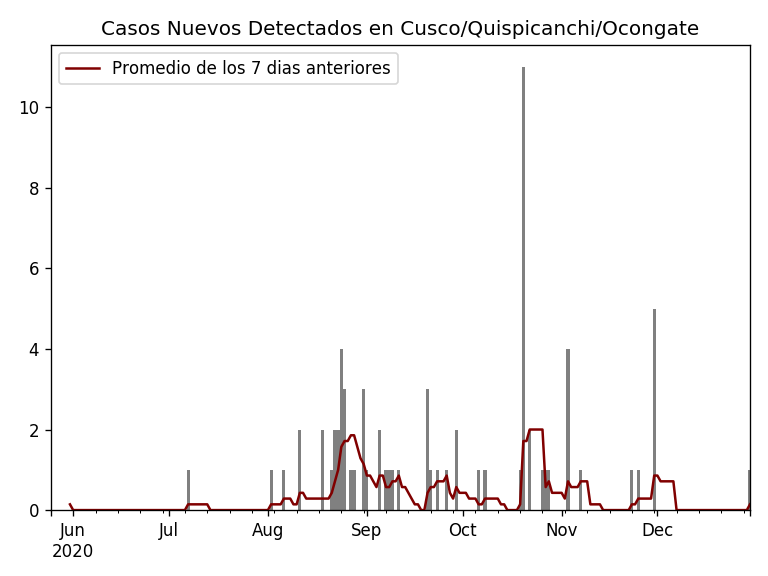 Casos Nuevos Detectados en Cusco/Quispicanchi/Ocongate
Promedio de los 7 dias anteriores
10
8
6
4
2
0
Jun Jul Aug Sep Oct Nov Dec
2020